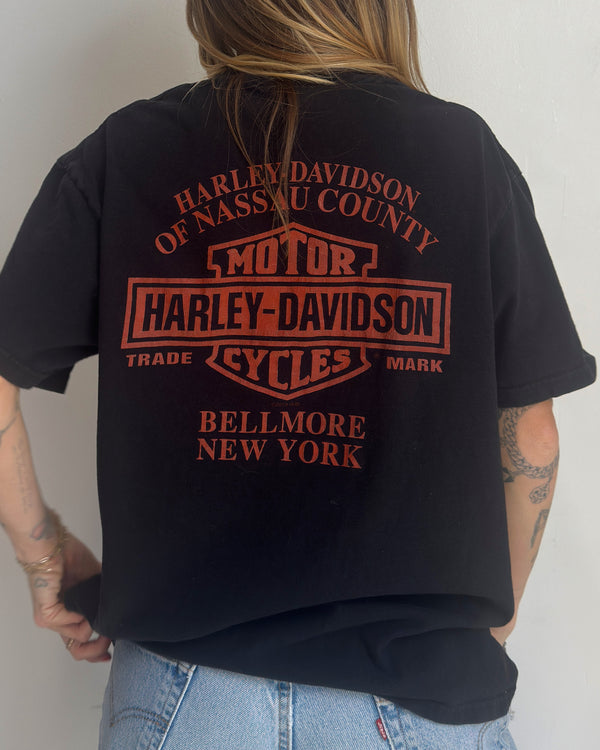 HARLEY-DAVIDSON
OF NASSAU COUNTY
MOTOR
HARLEY-DAVIDSON
TRADE MARK
CYCLES
BELLMORE
NEW YORK